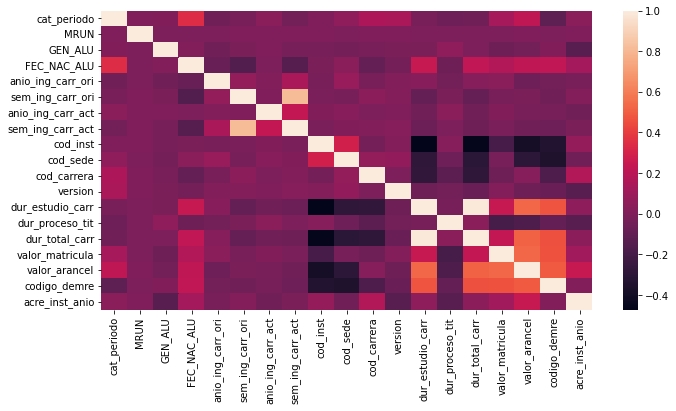 cat_periodo
MRUN
GEN_ALU
FEC_NAC_ALU
anio_ing_carr_ori
sem_ing_carr_ori
anio_ing_carr_act
sem_ing_carr_act
cod_inst
cod_sede
cod_carrera
version
dur_estudio_carr
dur_proceso_tit
dur_total_carr
valor_matricula
valor_arancel
codigo_demre
acre_inst_anio
cat_periodo
MRUN
GEN_ALU
FEC_NAC_ALU
anio_ing_carr_ori
sem_ing_carr_ori
anio_ing_carr_act
sem_ing_carr_act
cod_inst
cod_sede
cod_carrera
version
dur_estudio_carr
dur_proceso_tit
dur_total_carr
valor_matricula
valor_arancel
codigo_demre
acre_inst_anio
1.0
0.8
0.6
0.4
0.2
0.0
−0.2
−0.4